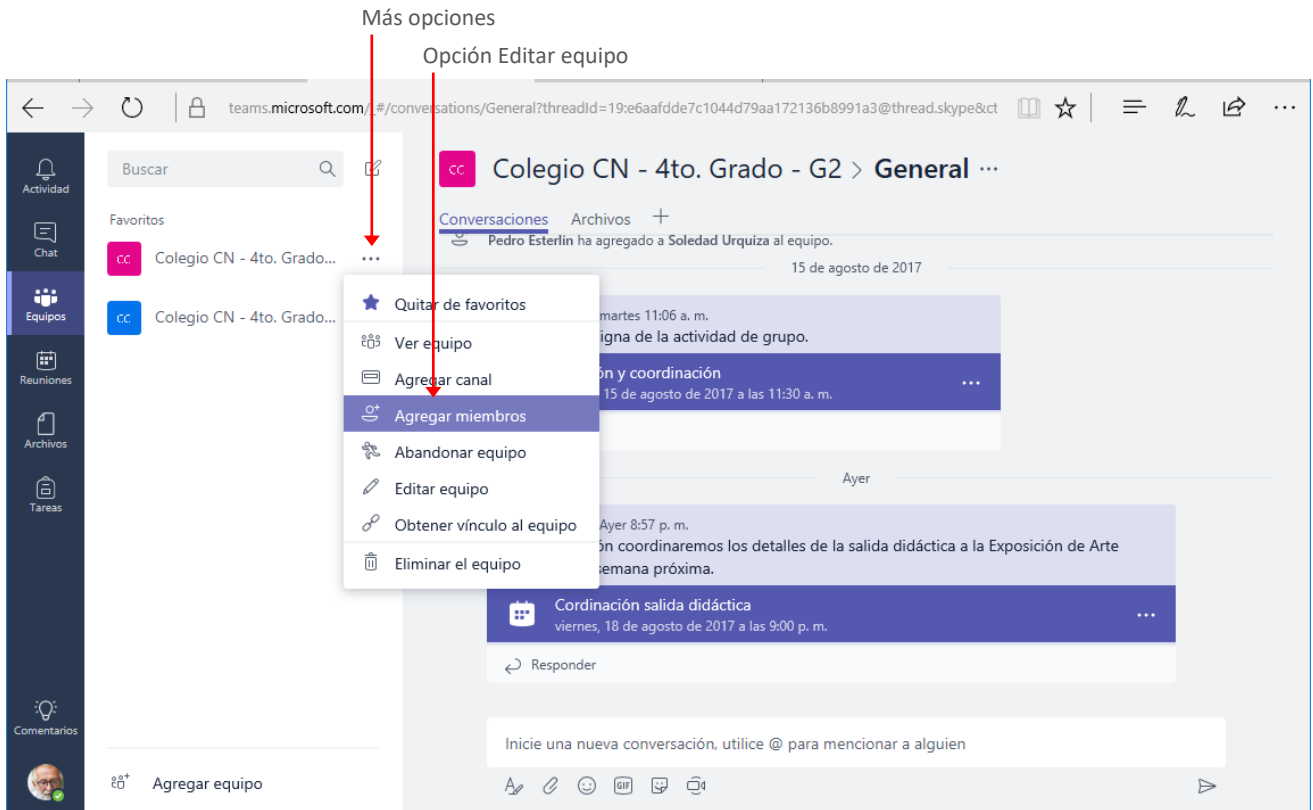 Más opciones
Opción Editar equipo
teams.microsoft.com/_#/conversations/General?threadId=19:e6aafdde7c1044d79aa172136b8991a3@thread.skype&ct
Actividad
Chat
Equipos
Reuniones
Archivos
Tareas
Comentarios
Buscar
Favoritos
CC Colegio CN - 4to. Grado... ...
CC Colegio CN - 4to. Grado...
Quitar de favoritos
Ver equipo
Agregar canal
Agregar miembros
Abandonar equipo
Editar equipo
Obtener vínculo al equipo
Eliminar el equipo
Agregar equipo
CC Colegio CN - 4to. Grado - G2 > General ...
Conversaciones Archivos +
Pedro Esterlin ha agregado a Soledad Urquiza al equipo.
15 de agosto de 2017
martes 11:06 a. m.
igna de la actividad de grupo.
ón y coordinación
15 de agosto de 2017 a las 11:30 a. m.
Ayer
Ayer 8:57 p. m.
ón coordinaremos los detalles de la salida didáctica a la Exposición de Arte
semana próxima.
Cordinación salida didáctica
viernes, 18 de agosto de 2017 a las 9:00 p. m.
Responder
Inicie una nueva conversación, utilice @ para mencionar a alguien
GIF